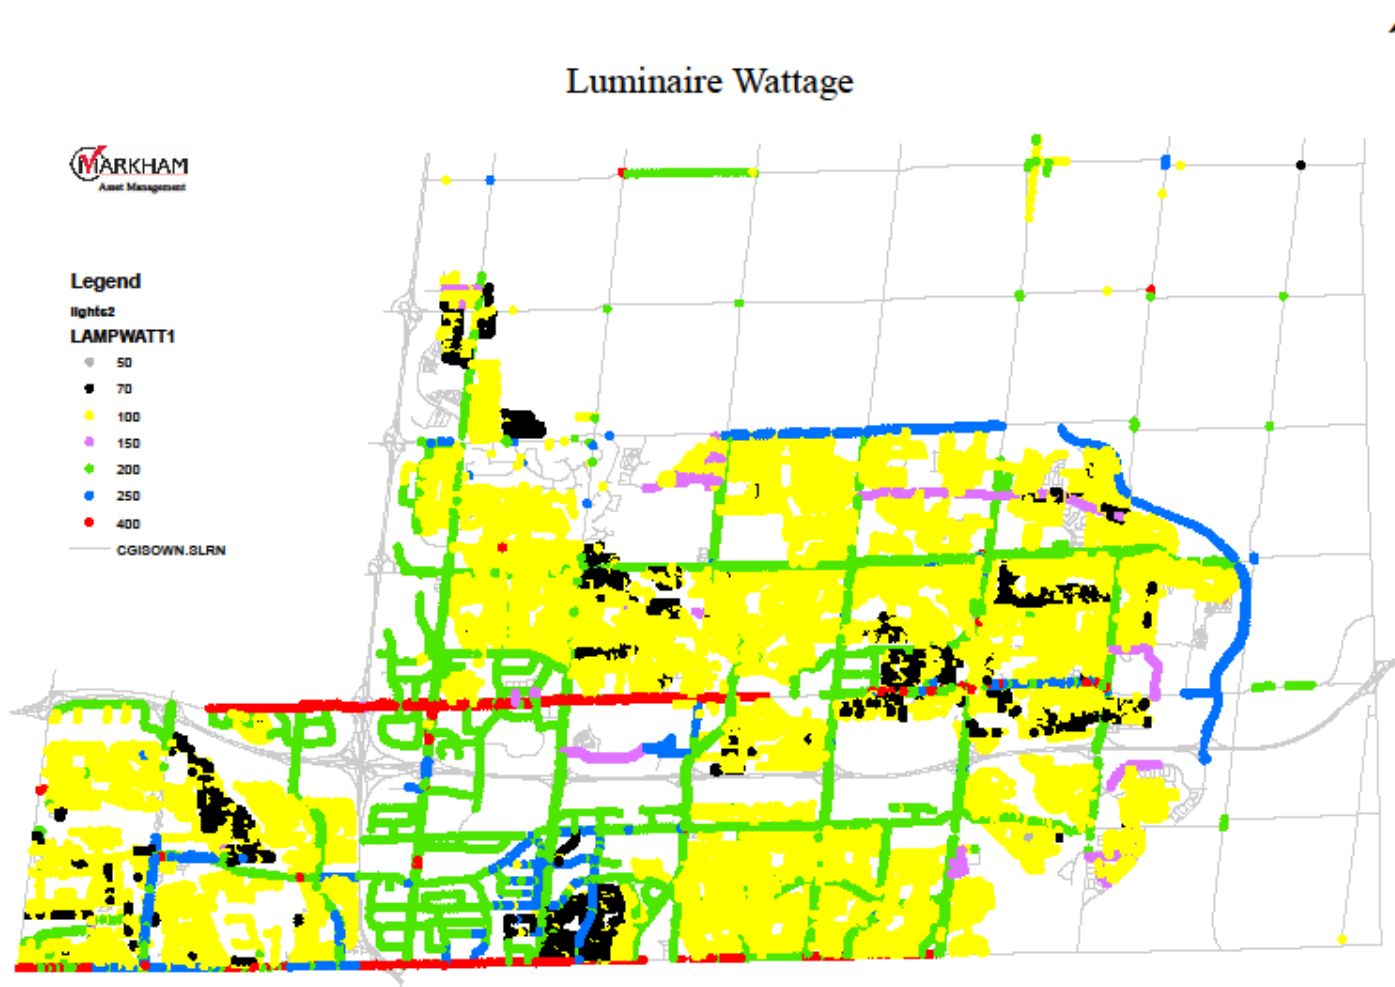 Luminaire Wattage
MARKHAM
Asset Management
Legend
lights2
LAMPWATT1
50
70
100
150
200
250
400
CGISOWN.SLRN